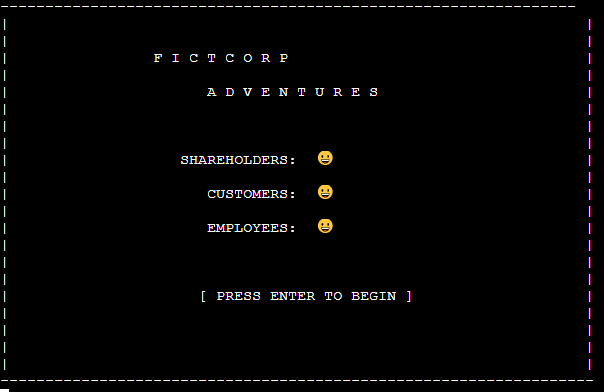 F I C T C O R P
A D V E N T U R E S
SHAREHOLDERS: 😀
CUSTOMERS: 😀
EMPLOYEES: 😀
[ PRESS ENTER TO BEGIN ]